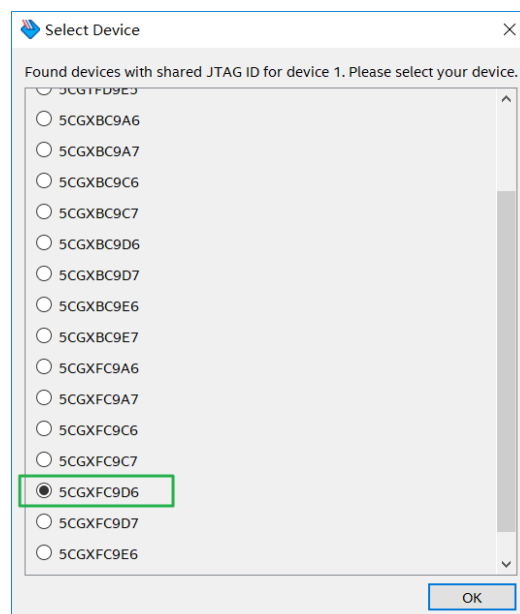 Select Device
Found devices with shared JTAG ID for device 1. Please select your device.
5CGTFD9E5
5CGXBC9A6
5CGXBC9A7
5CGXBC9C6
5CGXBC9C7
5CGXBC9D6
5CGXBC9D7
5CGXBC9E6
5CGXBC9E7
5CGXFC9A6
5CGXFC9A7
5CGXFC9C6
5CGXFC9C7
5CGXFC9D6
5CGXFC9D7
5CGXFC9E6
OK